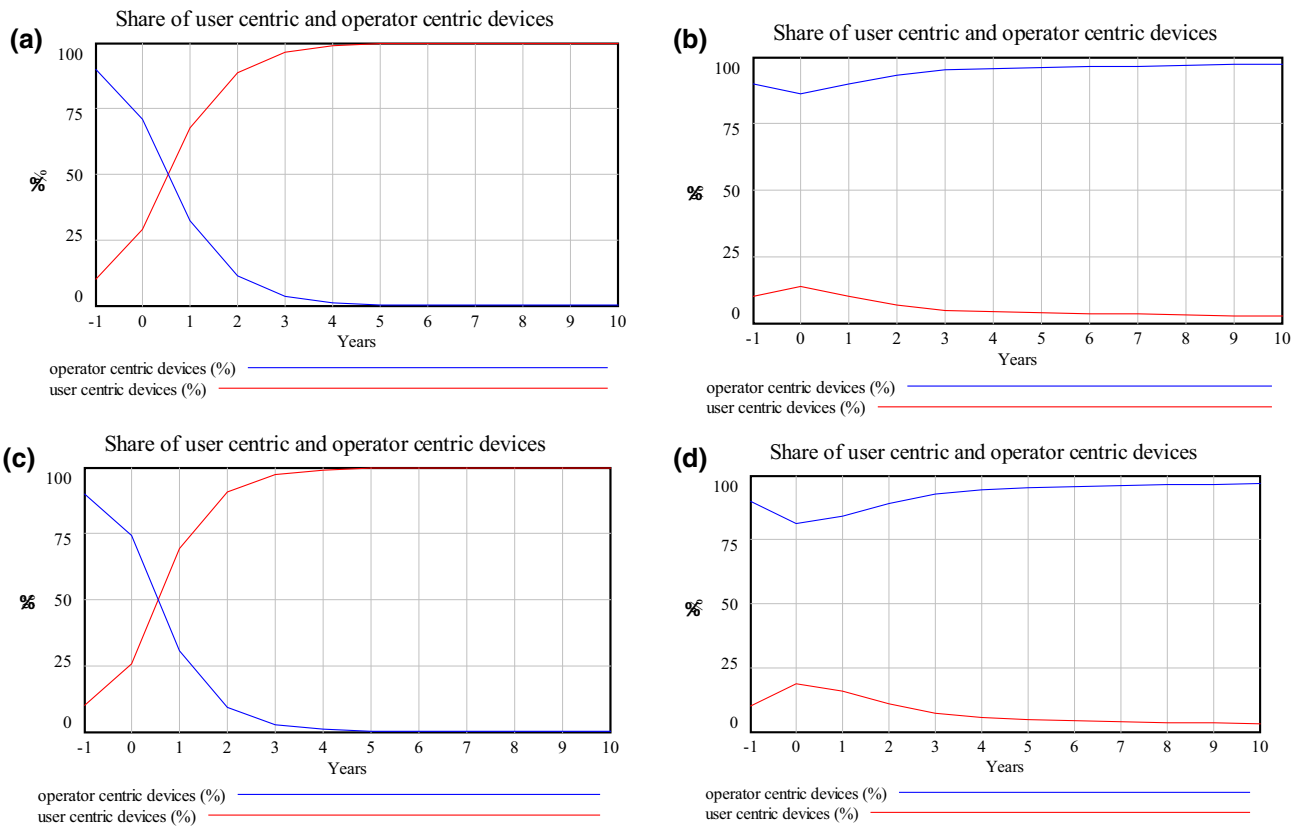 (a)
Share of user centric and operator centric devices
100
75
50
25
0
%
-1 0 1 2 3 4 5 6 7 8 9 10
Years
operator centric devices (%)
user centric devices (%)
(b)
Share of user centric and operator centric devices
100
75
50
25
0
%
-1 0 1 2 3 4 5 6 7 8 9 10
Years
operator centric devices (%)
user centric devices (%)
(c)
Share of user centric and operator centric devices
100
75
50
25
0
%
-1 0 1 2 3 4 5 6 7 8 9 10
Years
operator centric devices (%)
user centric devices (%)
(d)
Share of user centric and operator centric devices
100
75
50
25
0
%
-1 0 1 2 3 4 5 6 7 8 9 10
Years
operator centric devices (%)
user centric devices (%)